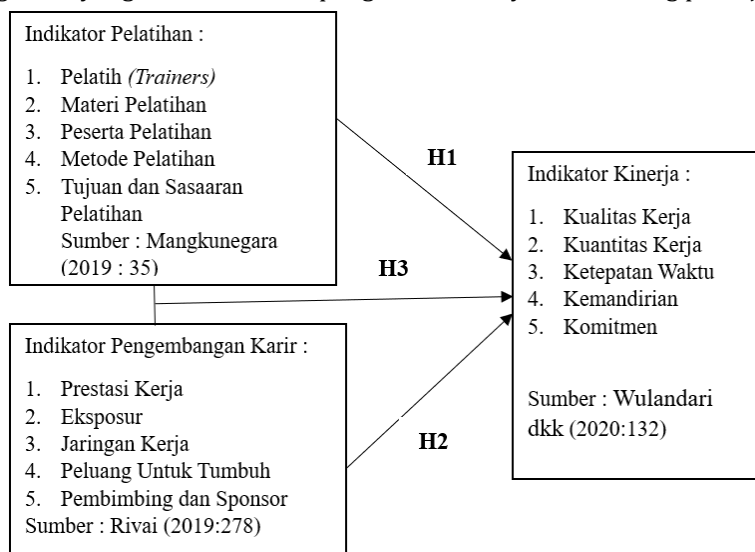 Indikator Pelatihan :
1. Pelatih (Trainers)
2. Materi Pelatihan
3. Peserta Pelatihan
4. Metode Pelatihan
5. Tujuan dan Sasaaran
Pelatihan
Sumber : Mangkunegara
(2019 : 35)
H1
H3
Indikator Pengembangan Karir :
1. Prestasi Kerja
2. Eksposur
3. Jaringan Kerja
4. Peluang Untuk Tumbuh
5. Pembimbing dan Sponsor
Sumber : Rivai (2019:278)
H2
Indikator Kinerja :
1. Kualitas Kerja
2. Kuantitas Kerja
3. Ketepatan Waktu
4. Kemandirian
5. Komitmen
Sumber : Wulandari
dkk (2020:132)